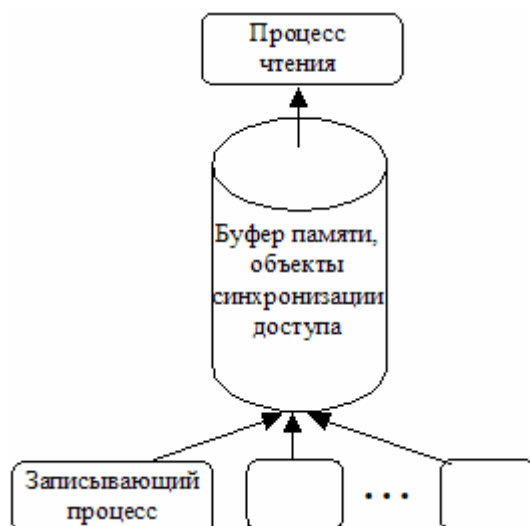 Процесс
чтения
Буфер памяти,
объекты
синхронизации
доступа
Записывающий
процесс
...